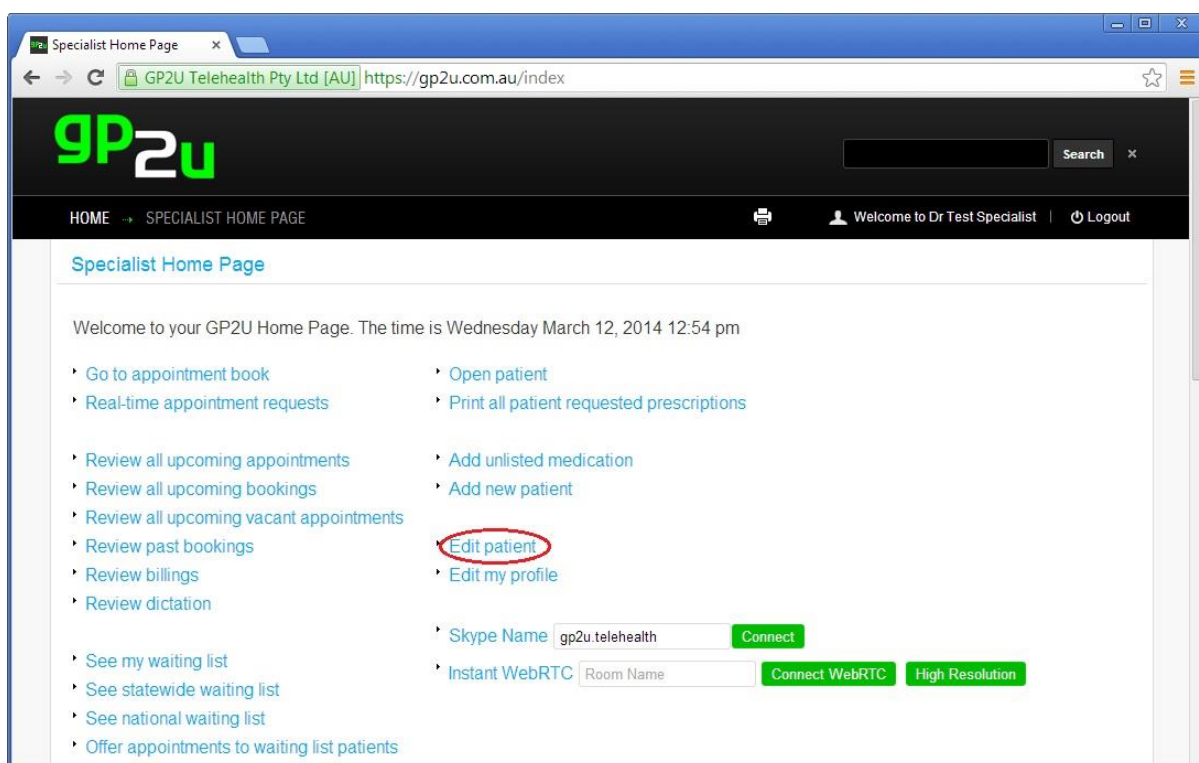 Specialist Home Page
GP2U Telehealth Pty Ltd [AU] https://gp2u.com.au/index
gP2u
Search
HOME SPECIALIST HOME PAGE
Welcome to Dr Test Specialist | Logout
Specialist Home Page
Welcome to your GP2U Home Page. The time is Wednesday March 12, 2014 12:54 pm
Go to appointment book
Real-time appointment requests
Review all upcoming appointments
Review all upcoming bookings
Review all upcoming vacant appointments
Review past bookings
Review billings
Review dictation
See my waiting list
See statewide waiting list
See national waiting list
Offer appointments to waiting list patients
Open patient
Print all patient requested prescriptions
Add unlisted medication
Add new patient
Edit patient
Edit my profile
Skype Name gp2u.telehealth Connect
Instant WebRTC Room Name Connect WebRTC High Resolution